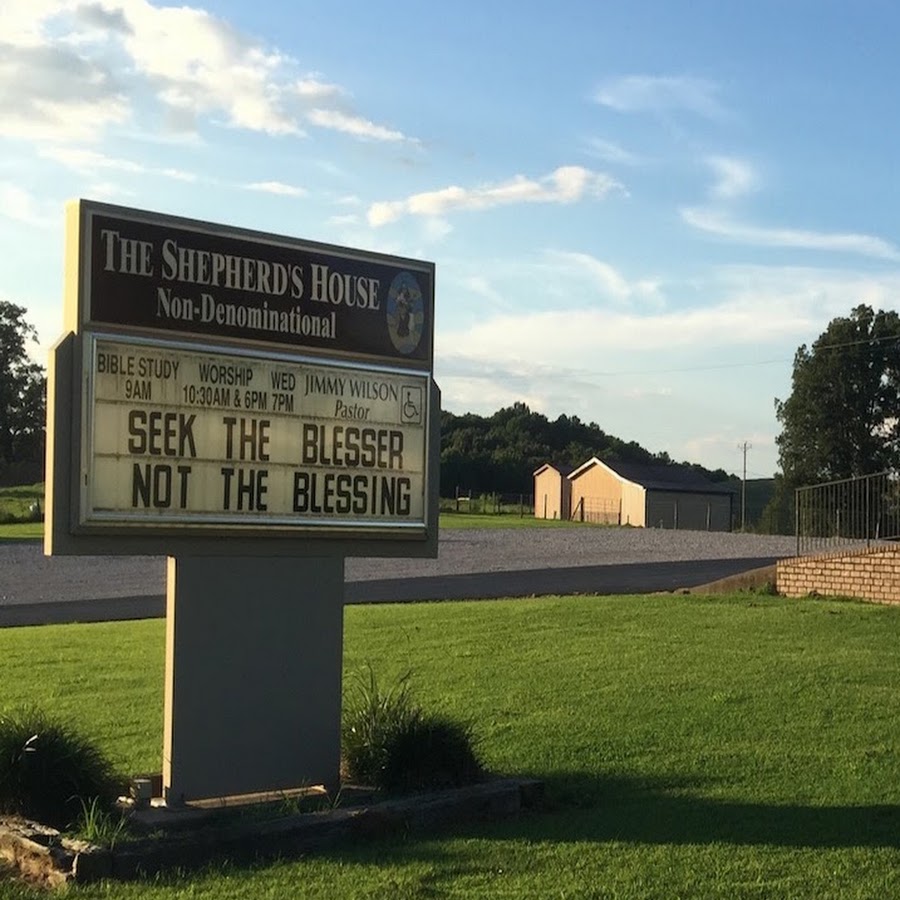 THE SHEPHERD'S HOUSE
Non-Denominational
BIBLE STUDY WORSHIP WED JIMMY WILSON
9AM 10:30AM & 6PM 7PM Pastor
SEEK THE BLESSER
NOT THE BLESSING